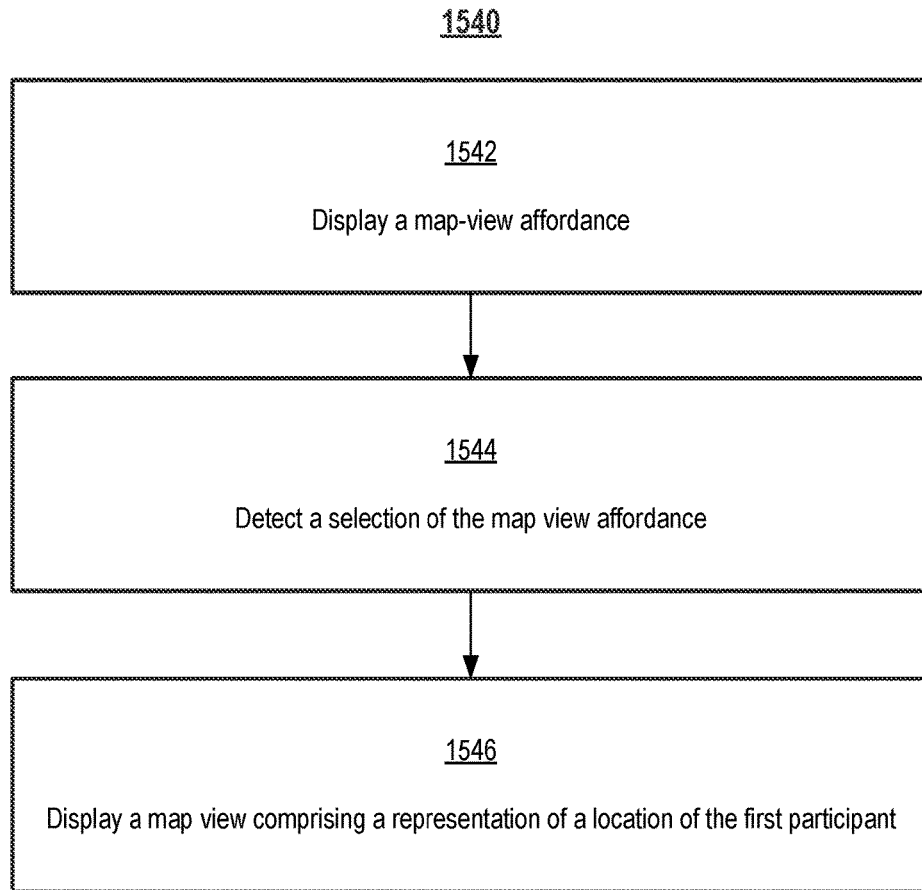 1540
1542
Display a map-view affordance
1544
Detect a selection of the map view affordance
1546
Display a map view comprising a representation of a location of the first participant